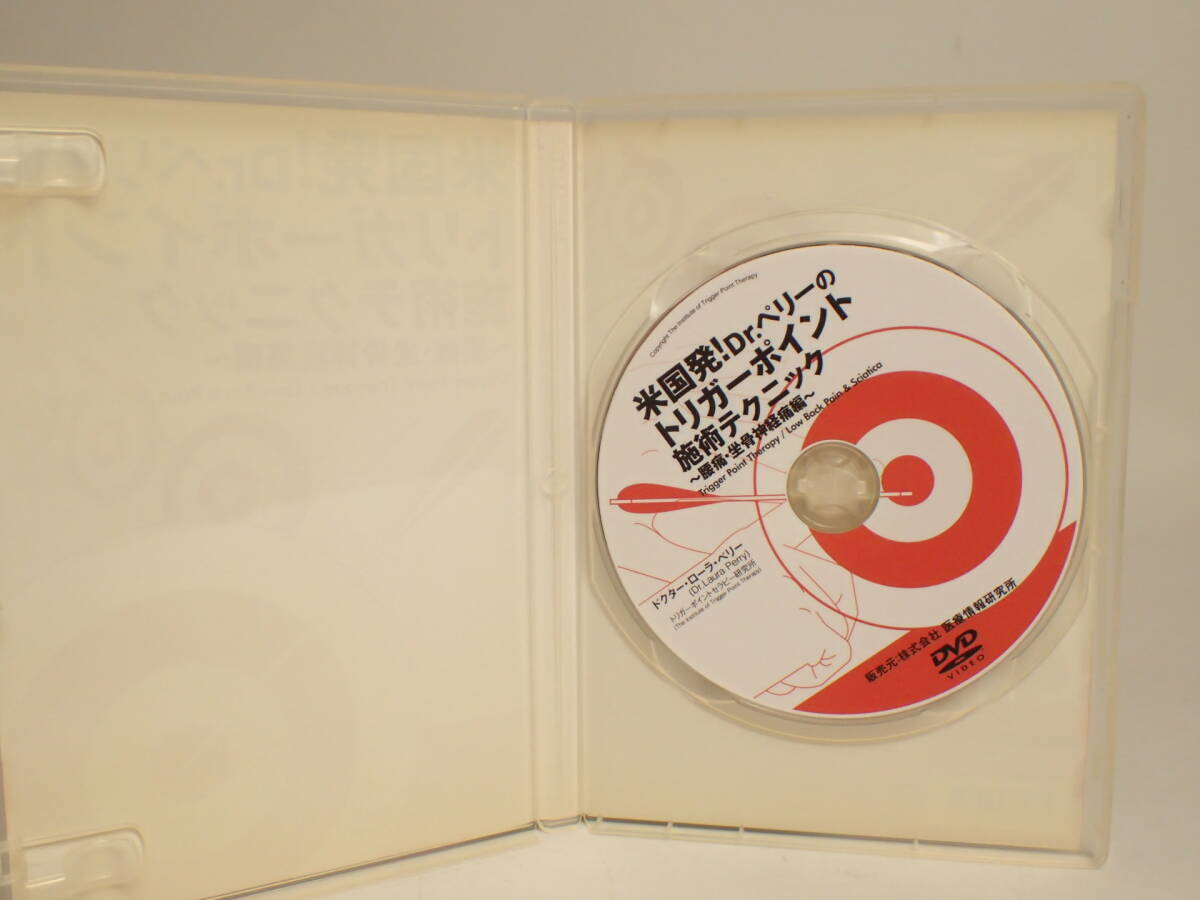 Copyright The Institute of Trigger Point Therapy
米国発!Dr.ペリーの
トリガーポイント
施術テクニック
~腰痛・坐骨神経痛編~
Trigger Point Therapy / Low Back Pain & Sciatica
ドクター・ローラ・ペリー
(Dr.Laura Perry)
トリガーポイントセラピー研究所
(The Institute of Trigger Point Therapy)
販売元:株式会社 医療情報研究所
DVD
VIDEO